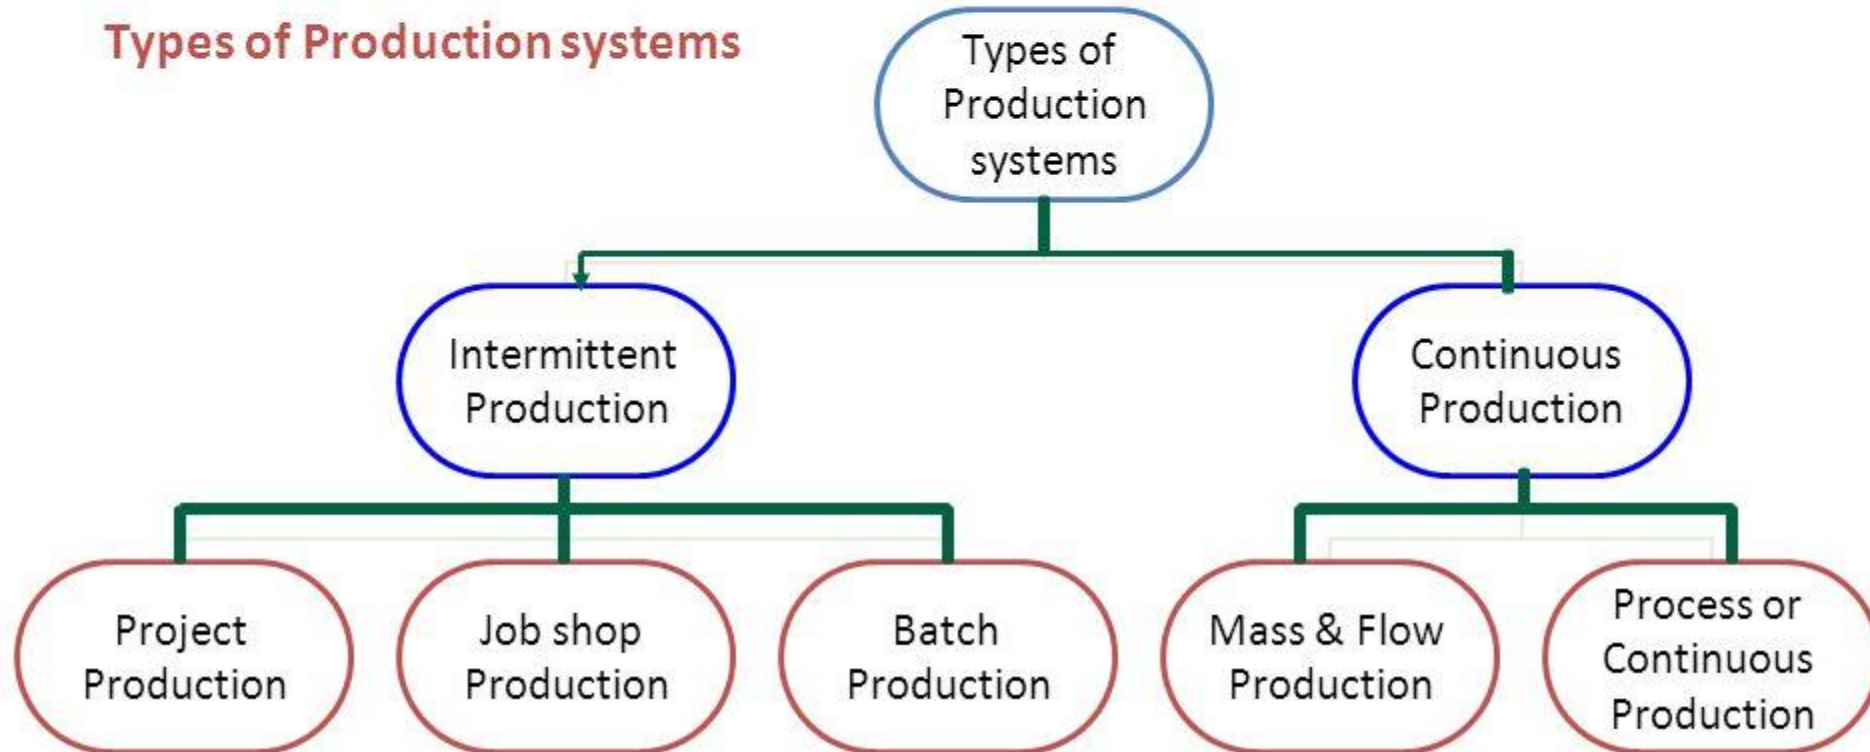 Types of Production systems
Types of
Production
systems
Intermittent
Production
Continuous
Production
Project
Production
Job shop
Production
Batch
Production
Mass & Flow
Production
Process or
Continuous
Production